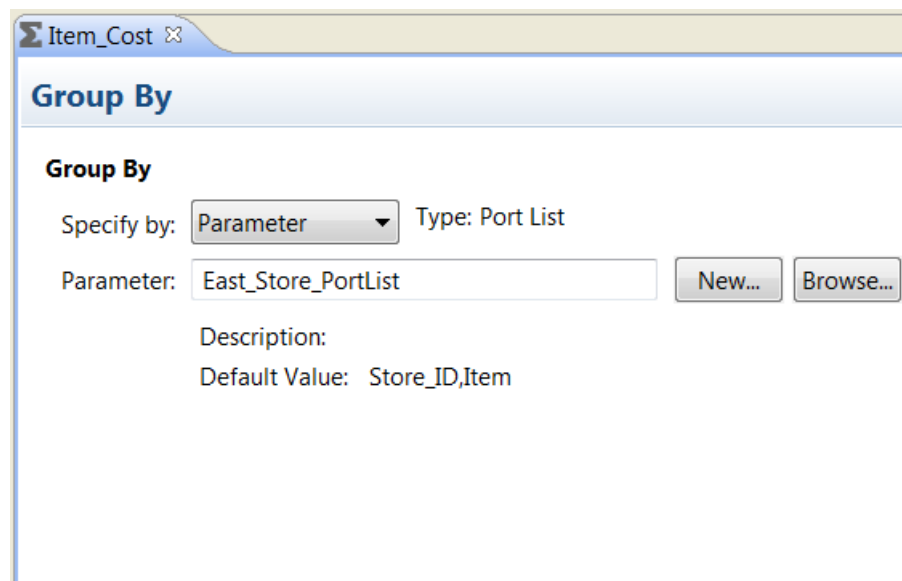 Item_Cost
Group By
Group By
Specify by: Parameter Type: Port List
Parameter: East_Store_PortList New... Browse...
Description:
Default Value: Store_ID,Item